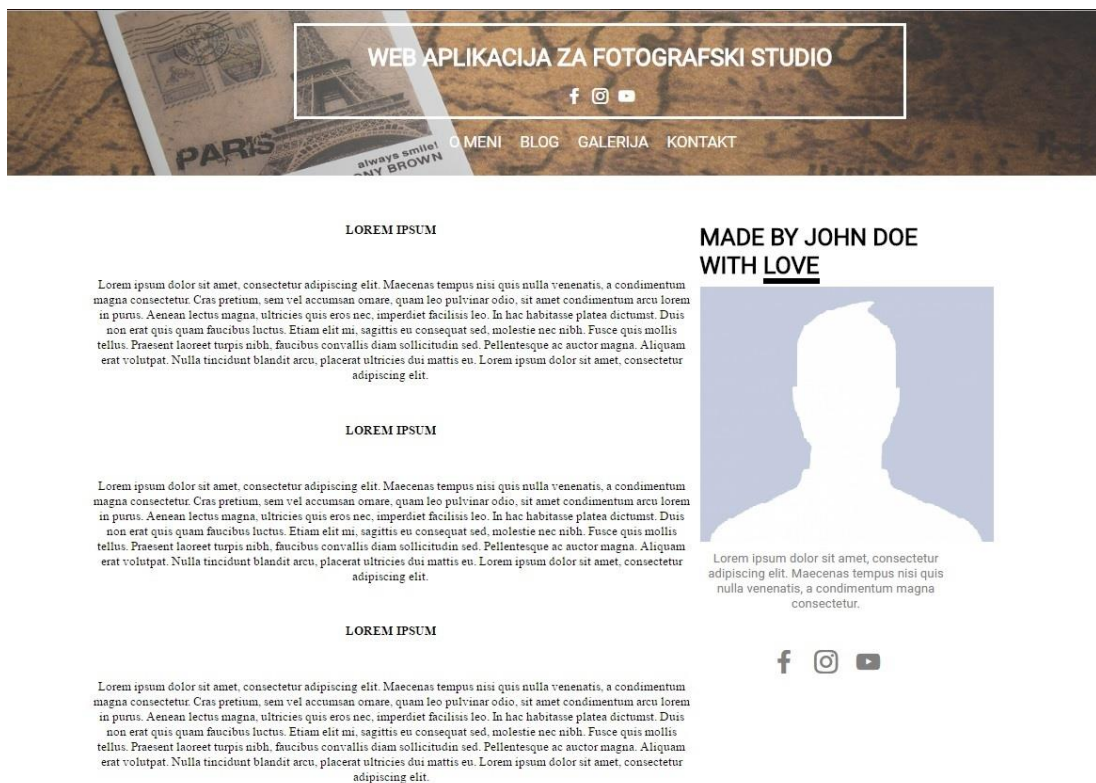 WEB APLIKACIJA ZA FOTOGRAFSKI STUDIO
PARIS
always smile!
NY BROWN
O MENI BLOG GALERIJA KONTAKT
LOREM IPSUM
Lorem ipsum dolor sit amet, consectetur adipiscing elit. Maecenas tempus nisi quis nulla venenatis, a condimentum
magna consectetur. Cras pretium, sem vel accumsan ornare, quam leo pulvinar odio, sit amet condimentum arcu lorem
in purus. Aenean lectus magna, ultricies quis eros nec, imperdiet facilisis leo. In hac habitasse platea dictumst. Duis
non erat quis quam faucibus luctus. Etiam elit mi, sagittis eu consequat sed, molestie nec nibh. Fusce quis mollis
tellus. Praesent laoreet turpis nibh, faucibus convallis diam sollicitudin sed. Pellentesque ac auctor magna. Aliquam
erat volutpat. Nulla tincidunt blandit arcu, placerat ultricies dui mattis eu. Lorem ipsum dolor sit amet, consectetur
adipiscing elit.
LOREM IPSUM
Lorem ipsum dolor sit amet, consectetur adipiscing elit. Maecenas tempus nisi quis nulla venenatis, a condimentum
magna consectetur. Cras pretium, sem vel accumsan ornare, quam leo pulvinar odio, sit amet condimentum arcu lorem
in purus. Aenean lectus magna, ultricies quis eros nec, imperdiet facilisis leo. In hac habitasse platea dictumst. Duis
non erat quis quam faucibus luctus. Etiam elit mi, sagittis eu consequat sed, molestie nec nibh. Fusce quis mollis
tellus. Praesent laoreet turpis nibh, faucibus convallis diam sollicitudin sed. Pellentesque ac auctor magna. Aliquam
erat volutpat. Nulla tincidunt blandit arcu, placerat ultricies dui mattis eu. Lorem ipsum dolor sit amet, consectetur
adipiscing elit.
LOREM IPSUM
Lorem ipsum dolor sit amet, consectetur adipiscing elit. Maecenas tempus nisi quis nulla venenatis, a condimentum
magna consectetur. Cras pretium, sem vel accumsan ornare, quam leo pulvinar odio, sit amet condimentum arcu lorem
in purus. Aenean lectus magna, ultricies quis eros nec, imperdiet facilisis leo. In hac habitasse platea dictumst. Duis
non erat quis quam faucibus luctus. Etiam elit mi, sagittis eu consequat sed, molestie nec nibh. Fusce quis mollis
tellus. Praesent laoreet turpis nibh, faucibus convallis diam sollicitudin sed. Pellentesque ac auctor magna. Aliquam
erat volutpat. Nulla tincidunt blandit arcu, placerat ultricies dui mattis eu. Lorem ipsum dolor sit amet, consectetur
adipiscing elit.
MADE BY JOHN DOE
WITH LOVE
Lorem ipsum dolor sit amet, consectetur
adipiscing elit. Maecenas tempus nisi quis
nulla venenatis, a condimentum magna
consectetur.